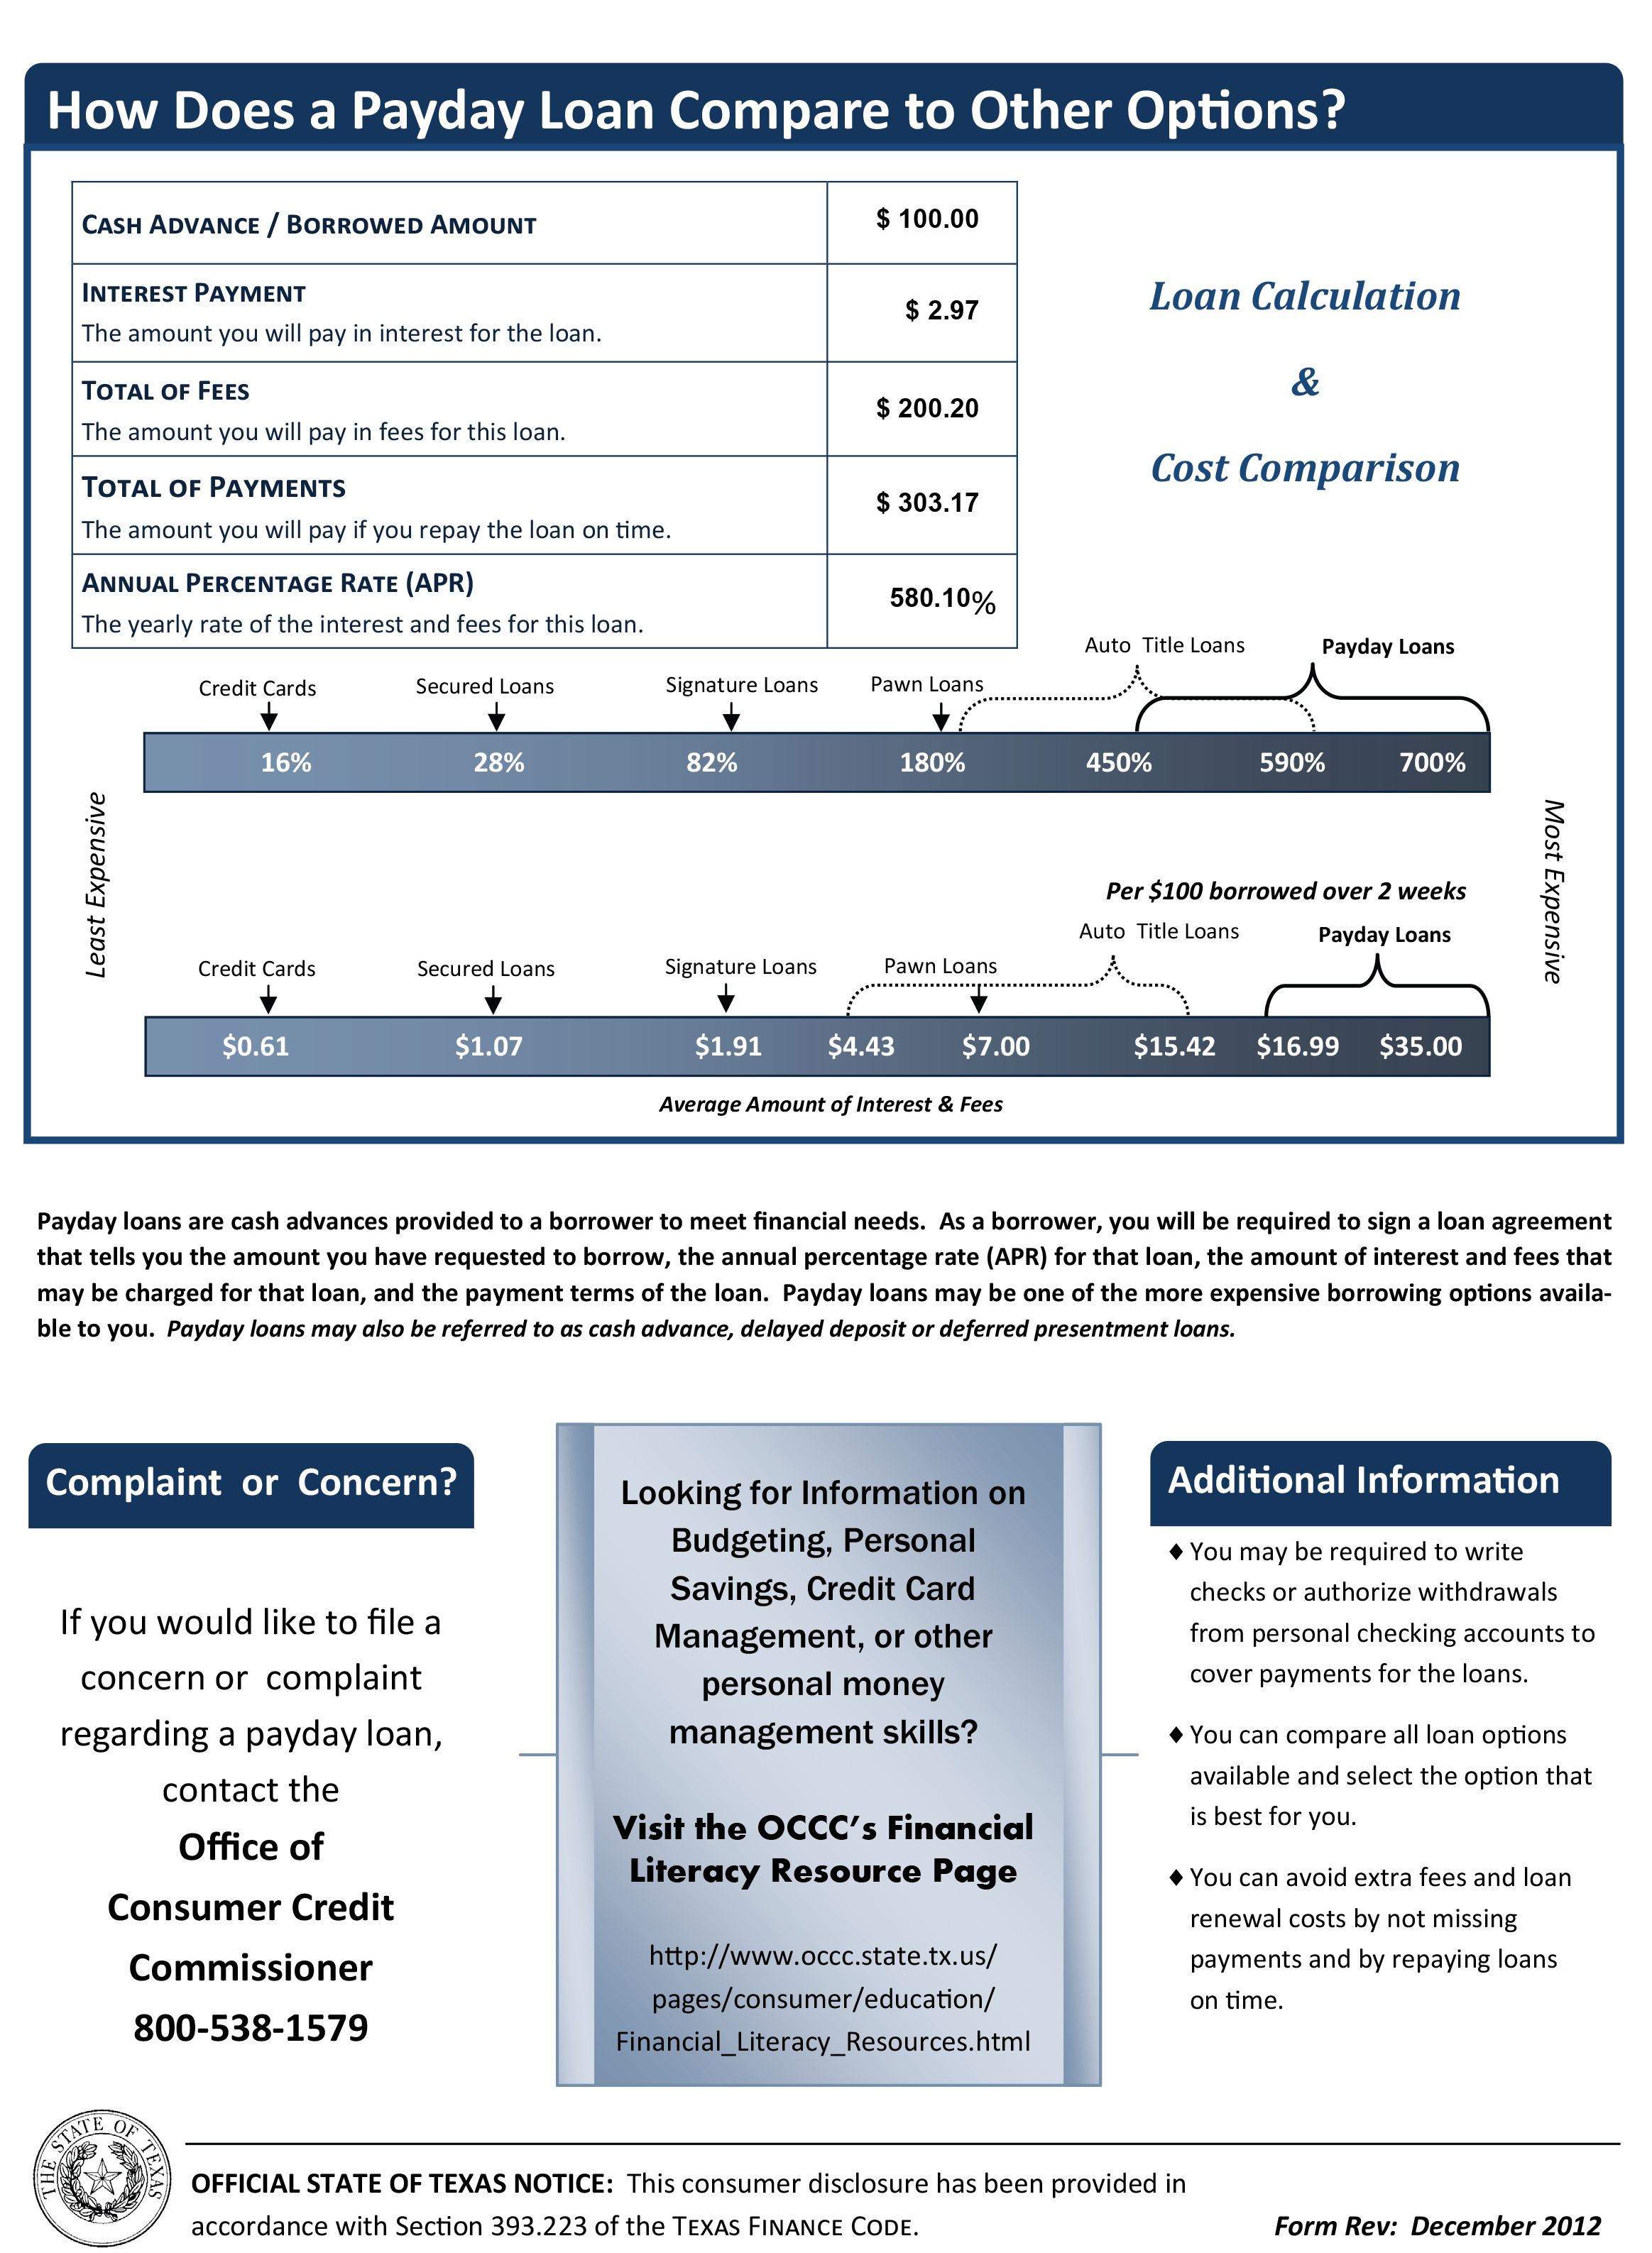 How Does a Payday Loan Compare to Other Options?
CASH ADVANCE / BORROWED AMOUNT
$ 100.00
INTEREST PAYMENT
The amount you will pay in interest for the loan.
$ 2.97
TOTAL OF FEES
The amount you will pay in fees for this loan.
$ 200.20
TOTAL OF PAYMENTS
The amount you will pay if you repay the loan on time.
$ 303.17
ANNUAL PERCENTAGE RATE (APR)
The yearly rate of the interest and fees for this loan.
580.10%
Loan Calculation
&
Cost Comparison
Credit Cards Secured Loans Signature Loans Pawn Loans Auto Title Loans Payday Loans
16% 28% 82% 180% 450% 590% 700%
Least Expensive
Most Expensive
Per $100 borrowed over 2 weeks
Credit Cards Secured Loans Signature Loans Pawn Loans Auto Title Loans Payday Loans
$0.61 $1.07 $1.91 $4.43 $7.00 $15.42 $16.99 $35.00
Average Amount of Interest & Fees
Payday loans are cash advances provided to a borrower to meet financial needs. As a borrower, you will be required to sign a loan agreement
that tells you the amount you have requested to borrow, the annual percentage rate (APR) for that loan, the amount of interest and fees that
may be charged for that loan, and the payment terms of the loan. Payday loans may be one of the more expensive borrowing options availa-
ble to you. Payday loans may also be referred to as cash advance, delayed deposit or deferred presentment loans.
Complaint or Concern?
If you would like to file a
concern or complaint
regarding a payday loan,
contact the
Office of
Consumer Credit
Commissioner
800-538-1579
Looking for Information on
Budgeting, Personal
Savings, Credit Card
Management, or other
personal money
management skills?
Visit the OCCC's Financial
Literacy Resource Page
http://www.occc.state.tx.us/
pages/consumer/education/
Financial_Literacy_Resources.html
Additional Information
♦ You may be required to write
checks or authorize withdrawals
from personal checking accounts to
cover payments for the loans.
♦ You can compare all loan options
available and select the option that
is best for you.
♦ You can avoid extra fees and loan
renewal costs by not missing
payments and by repaying loans
on time.
THE STATE OF TEXAS
OFFICIAL STATE OF TEXAS NOTICE: This consumer disclosure has been provided in
accordance with Section 393.223 of the TEXAS FINANCE CODE.
Form Rev: December 2012